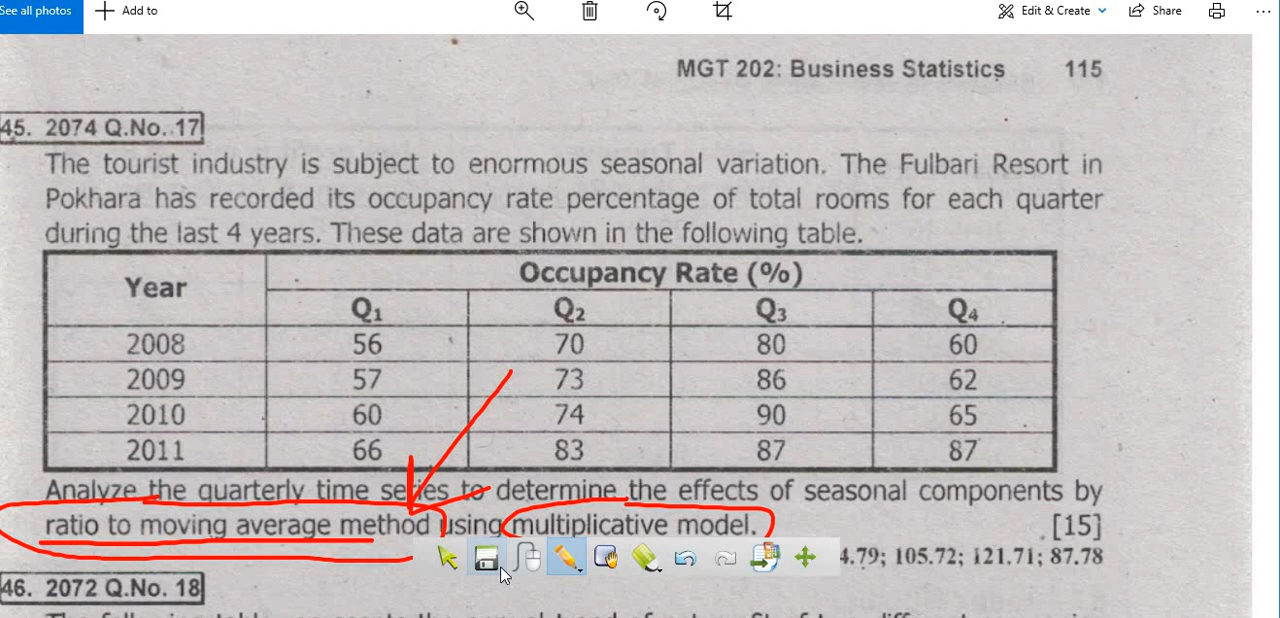 See all photos Add to Edit & Create Share
MGT 202: Business Statistics 115
45. 2074 Q.No. 17
The tourist industry is subject to enormous seasonal variation. The Fulbari Resort in
Pokhara has recorded its occupancy rate percentage of total rooms for each quarter
during the last 4 years. These data are shown in the following table.
Year Occupancy Rate (%)
Q1 Q2 Q3 Q4
2008 56 70 80 60
2009 57 73 86 62
2010 60 74 90 65
2011 66 83 87 87
Analyze the quarterly time series to determine the effects of seasonal components by
ratio to moving average method using multiplicative model. [15]
4.79; 105.72; 121.71; 87.78
46. 2072 Q.No. 18